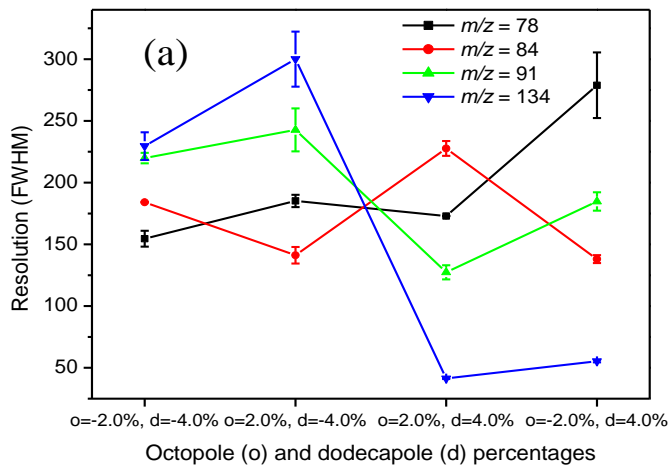 (a)
m/z = 78
m/z = 84
m/z = 91
m/z = 134
300
250
200
150
100
50
Resolution (FWHM)
o=-2.0%, d=-4.0% o=2.0%, d=-4.0% o=2.0%, d=4.0% o=-2.0%, d=4.0%
Octopole (o) and dodecapole (d) percentages